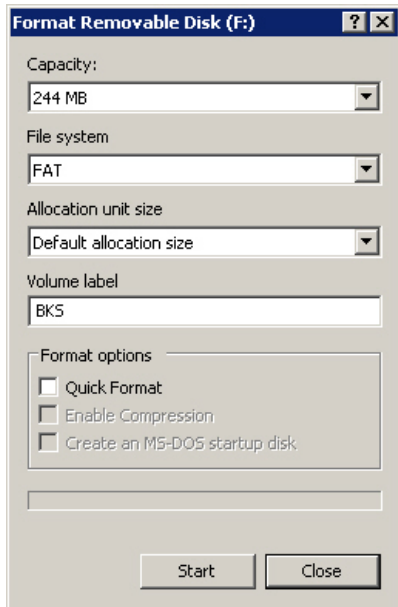 Format Removable Disk (F:)
Capacity:
244 MB
File system
FAT
Allocation unit size
Default allocation size
Volume label
BKS
Format options
Quick Format
Enable Compression
Create an MS-DOS startup disk
Start
Close